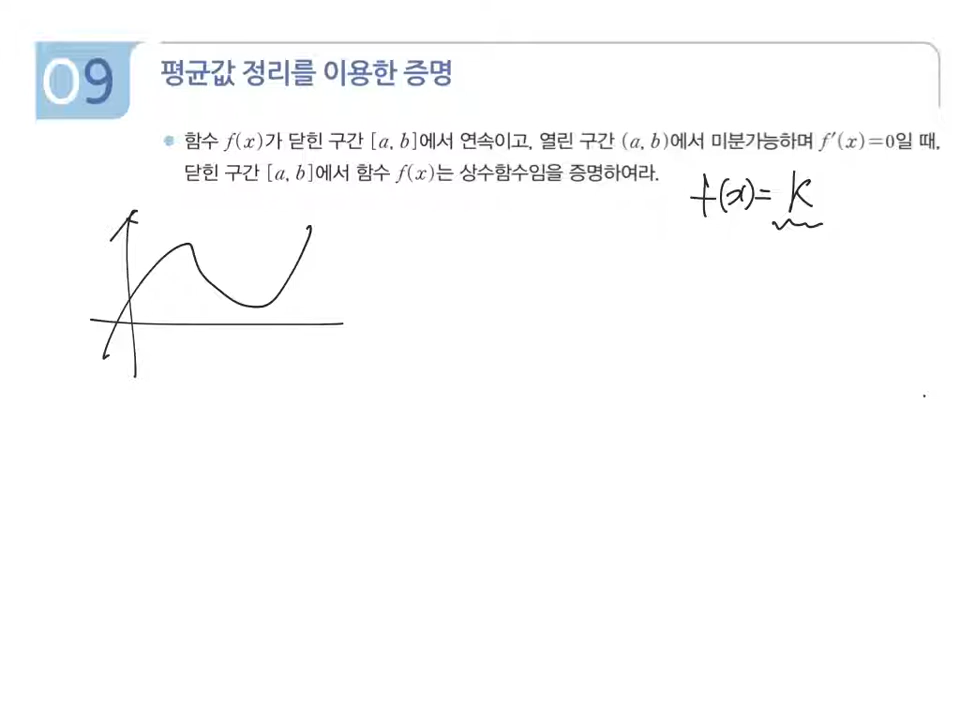 09
평균값 정리를 이용한 증명
함수 f(x)가 닫힌 구간 [a, b]에서 연속이고, 열린 구간 (a, b)에서 미분가능하며 f′(x)=0일 때,
닫힌 구간 [a, b]에서 함수 f(x)는 상수함수임을 증명하여라.
f(x)= K